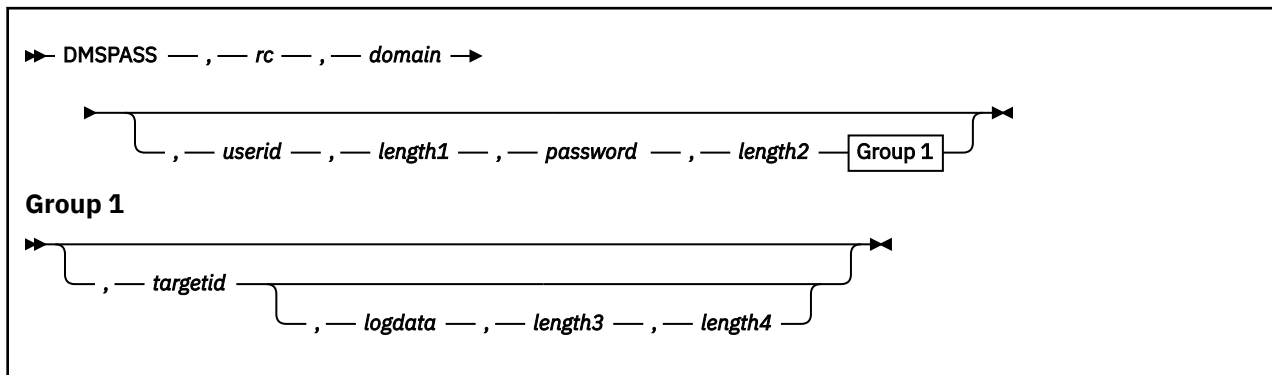 DMSPASS , rc , domain
, userid , length1 , password , length2 Group 1
Group 1
, targetid
, logdata , length3 , length4